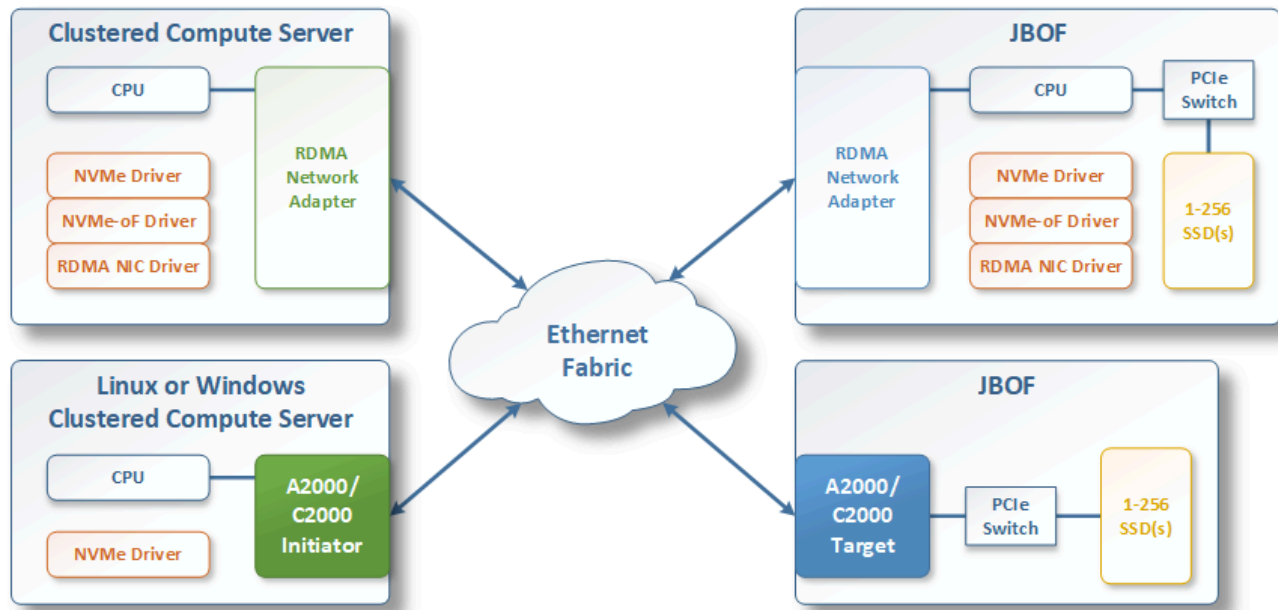 Clustered Compute Server
CPU
RDMA
Network
Adapter
NVMe Driver
NVMe-oF Driver
RDMA NIC Driver
JBOF
RDMA
Network
Adapter
CPU
PCIe
Switch
NVMe Driver
NVMe-oF Driver
RDMA NIC Driver
1-256
SSD(s)
Ethernet
Fabric
Linux or Windows
Clustered Compute Server
CPU
NVMe Driver
A2000/
C2000
Initiator
JBOF
A2000/
C2000
Target
PCIe
Switch
1-256
SSD(s)